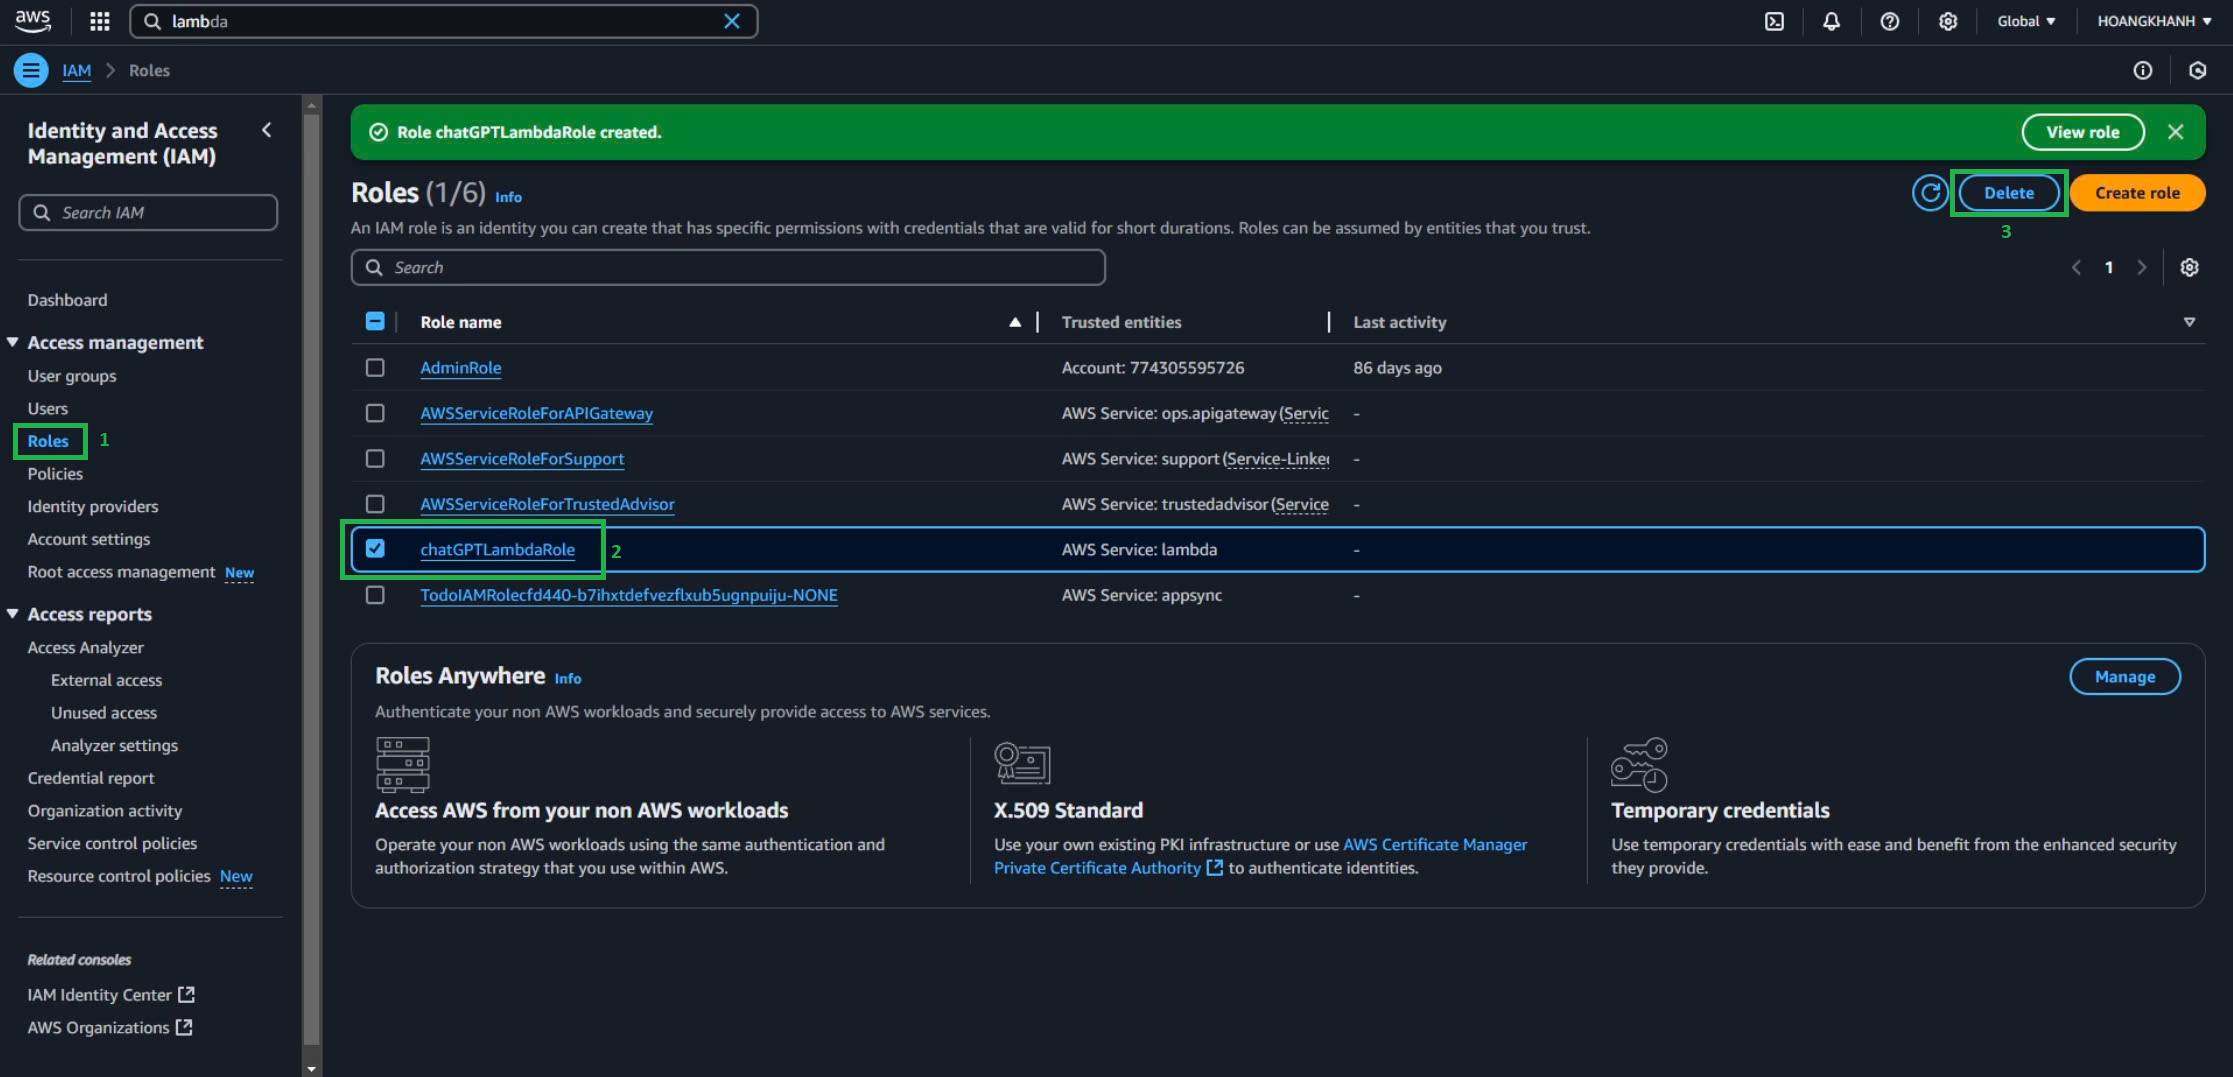 aws
lambda
Global
HOANGKHANH
IAM
Roles
Identity and Access
Management (IAM)
Search IAM
Dashboard
Access management
User groups
Users
Roles
1
Policies
Identity providers
Account settings
Root access management New
Access reports
Access Analyzer
External access
Unused access
Analyzer settings
Credential report
Organization activity
Service control policies
Resource control policies New
Related consoles
IAM Identity Center
AWS Organizations
Role chatGPTLambdaRole created.
View role
Roles (1/6) Info
Delete
Create role
3
An IAM role is an identity you can create that has specific permissions with credentials that are valid for short durations. Roles can be assumed by entities that you trust.
Search
1
Role name Trusted entities Last activity
AdminRole Account: 774305595726 86 days ago
AWSServiceRoleForAPIGateway AWS Service: ops.apigateway (Servic -
AWSServiceRoleForSupport AWS Service: support (Service-Linke -
AWSServiceRoleForTrustedAdvisor AWS Service: trustedadvisor (Service -
chatGPTLambdaRole 2 AWS Service: lambda -
TodoIAMRolecfd440-b7ihxtdefvezflxub5ugnpuiju-NONE AWS Service: appsync -
Roles Anywhere Info
Manage
Authenticate your non AWS workloads and securely provide access to AWS services.
Access AWS from your non AWS workloads
Operate your non AWS workloads using the same authentication and
authorization strategy that you use within AWS.
X.509 Standard
Use your own existing PKI infrastructure or use AWS Certificate Manager
Private Certificate Authority to authenticate identities.
Temporary credentials
Use temporary credentials with ease and benefit from the enhanced security
they provide.